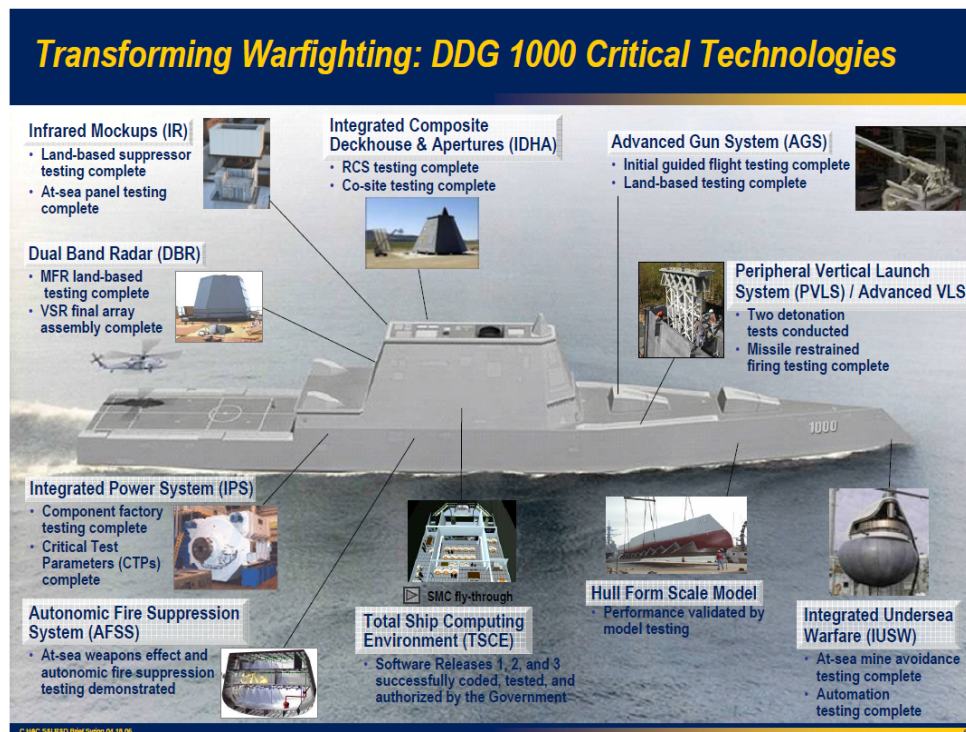 Transforming Warfighting: DDG 1000 Critical Technologies
Infrared Mockups (IR)
• Land-based suppressor
testing complete
• At-sea panel testing
complete
Integrated Composite
Deckhouse & Apertures (IDHA)
• RCS testing complete
• Co-site testing complete
Advanced Gun System (AGS)
• Initial guided flight testing complete
• Land-based testing complete
Dual Band Radar (DBR)
• MFR land-based
testing complete
• VSR final array
assembly complete
Peripheral Vertical Launch
System (PVLS) / Advanced VLS
• Two detonation
tests conducted
• Missile restrained
firing testing complete
1000
Integrated Power System (IPS)
• Component factory
testing complete
• Critical Test
Parameters (CTPs)
complete
Autonomic Fire Suppression
System (AFSS)
• At-sea weapons effect and
autonomic fire suppression
testing demonstrated
SMC fly-through
Total Ship Computing
Environment (TSCE)
• Software Releases 1, 2, and 3
successfully coded, tested, and
authorized by the Government
Hull Form Scale Model
• Performance validated by
model testing
Integrated Undersea
Warfare (IUSW)
• At-sea mine avoidance
testing complete
• Automation
testing complete